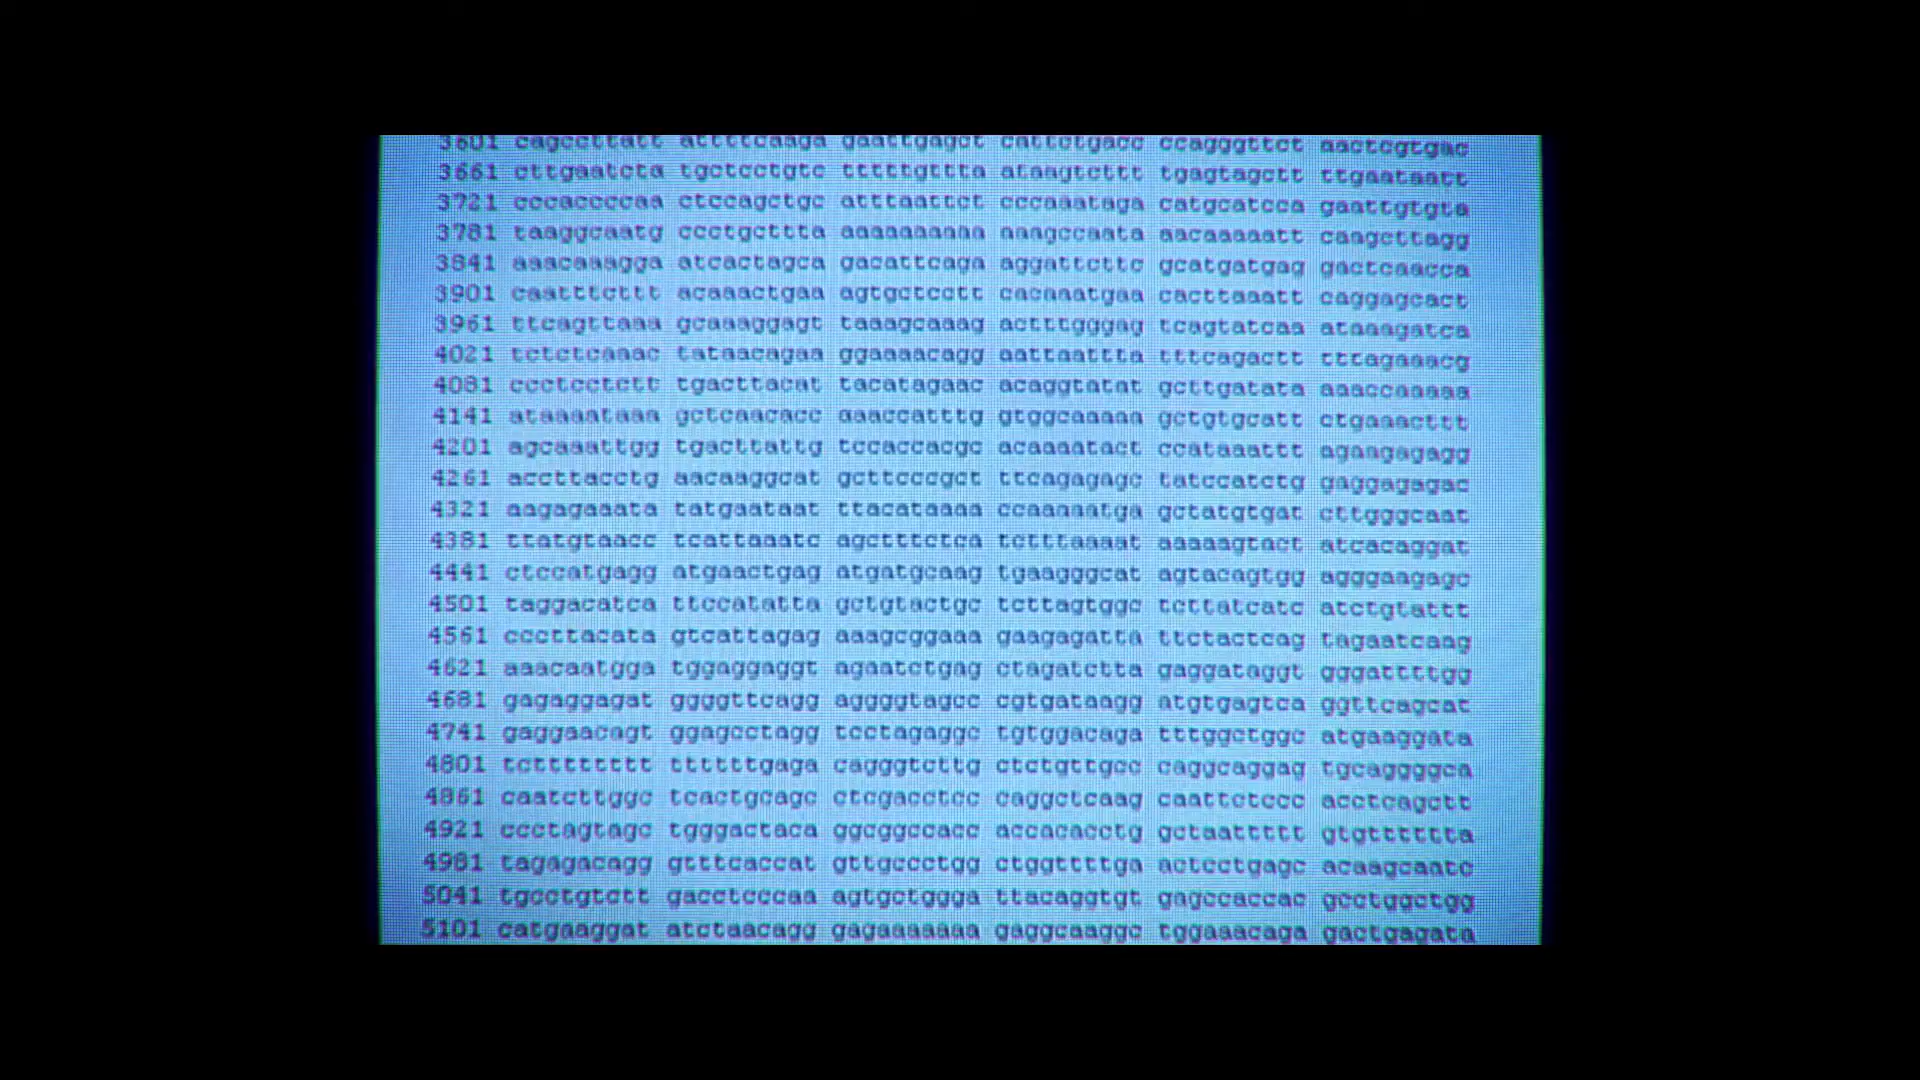 3601 cagccttatt attttcaaga gaattgagct cattctgacc ccagggttct aactcgtgac
3661 cttgaatcta tgctcctgtc tttttgttta ataagtcttt tgagtagctt ttgaataatt
3721 cccaccccaa ctccagctgc atttaattct cccaaataga catgcatcca gaattgtgta
3781 taaggcaatg ccctgcttta aaaaaaaaaa aaagccaata aacaaaaatt caagcttagg
3841 aaacaaagga atcactagca gacattcaga aggattcttc gcatgatgag gactcaacca
3901 caatttcttt acaaactgaa agtgctcctt cacaaatgaa cacttaaatt caggagcact
3961 ttcagttaaa gcaaaggagt taaagcaaag actttgggag tcagtatcaa ataaagatca
4021 tctctcaaac tataacagaa ggaaaacagg aattaattta tttcagactt tttagaaacg
4081 ccctcctctt tgacttacat tacatagaac acaggtatat gcttgatata aaaccaaaaa
4141 ataaaataaa gctcaacacc aaaccatttg gtggcaaaaa gctgtgcatt ctgaaacttt
4201 agcaaattgg tgacttattg tccaccacgc acaaaatact ccataaattt agaagagagg
4261 accttacctg aacaaggcat gcttcccgct ttcagagagc tatccatctg gaggagagac
4321 aagagaaata tatgaataat ttacataaaa ccaaaaatga gctatgtgat cttgggcaat
4381 ttatgtaacc tcattaaatc agctttctca tctttaaaat aaaaagtact atcacaggat
4441 ctccatgagg atgaactgag atgatgcaag tgaagggcat agtacagtgg agggaagagc
4501 taggacatca ttccatatta gctgtactgc tcttagtggc tcttatcatc atctgtattt
4561 cccttacata gtcattagag aaagcggaaa gaagagatta ttctactcag tagaatcaag
4621 aaacaatgga tggaggaggt agaatctgag ctagatctta gaggataggt gggattttgg
4681 gagaggagat ggggttcagg aggggtagcc cgtgataagg atgtgagtca ggttcagcat
4741 gaggaacagt ggagcctagg tcctagaggc tgtggacaga tttggctggc atgaaggata
4801 tctttttttt ttttttgaga cagggtcttg ctctgttgcc caggcaggag tgcaggggca
4861 caatcttggc tcactgcagc ctcgacctcc caggctcaag caattctccc acctcagctt
4921 ccctagtagc tgggactaca ggcggccacc accacacctg gctaattttt gtgtttttta
4981 tagagacagg gtttcaccat gttgccctgg ctggttttga actcctgagc acaagcaatc
5041 tgcctgtctt gacctcccaa agtgctggga ttacaggtgt gagccaccac gcctggctgg
5101 catgaaggat atctaacagg gagaaaaaaa gaggcaaggc tggaaacaga gactgagata